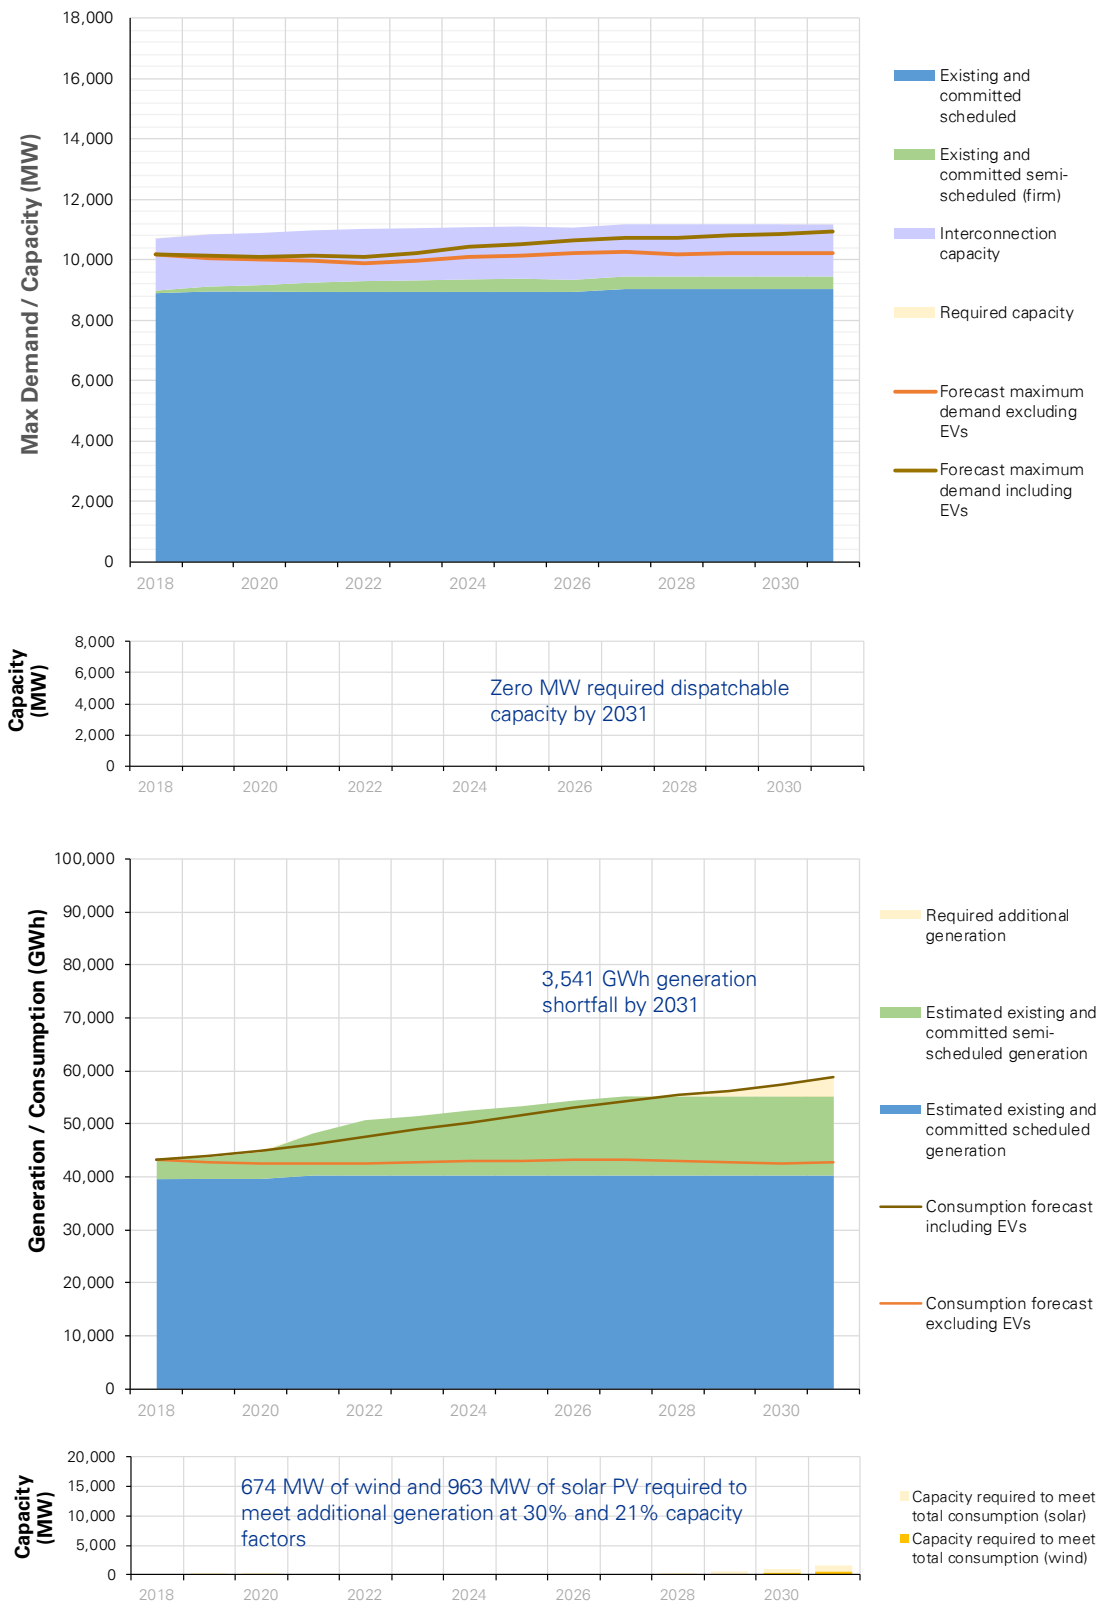 18,000
16,000
14,000
12,000
10,000
8,000
6,000
4,000
2,000
0
Max Demand / Capacity (MW)
2018 2020 2022 2024 2026 2028 2030
Existing and
committed
scheduled
Existing and
committed semi-
scheduled (firm)
Interconnection
capacity
Required capacity
Forecast maximum
demand excluding
EVs
Forecast maximum
demand including
EVs
Capacity
(MW)
8,000
6,000
4,000
2,000
0
Zero MW required dispatchable
capacity by 2031
2018 2020 2022 2024 2026 2028 2030
Generation / Consumption (GWh)
100,000
90,000
80,000
70,000
60,000
50,000
40,000
30,000
20,000
10,000
0
3,541 GWh generation
shortfall by 2031
2018 2020 2022 2024 2026 2028 2030
Required additional
generation
Estimated existing and
committed semi-
scheduled generation
Estimated existing and
committed scheduled
generation
Consumption forecast
including EVs
Consumption forecast
excluding EVs
Capacity
(MW)
20,000
15,000
10,000
5,000
0
674 MW of wind and 963 MW of solar PV required to
meet additional generation at 30% and 21% capacity
factors
2018 2020 2022 2024 2026 2028 2030
Capacity required to meet
total consumption (solar)
Capacity required to meet
total consumption (wind)